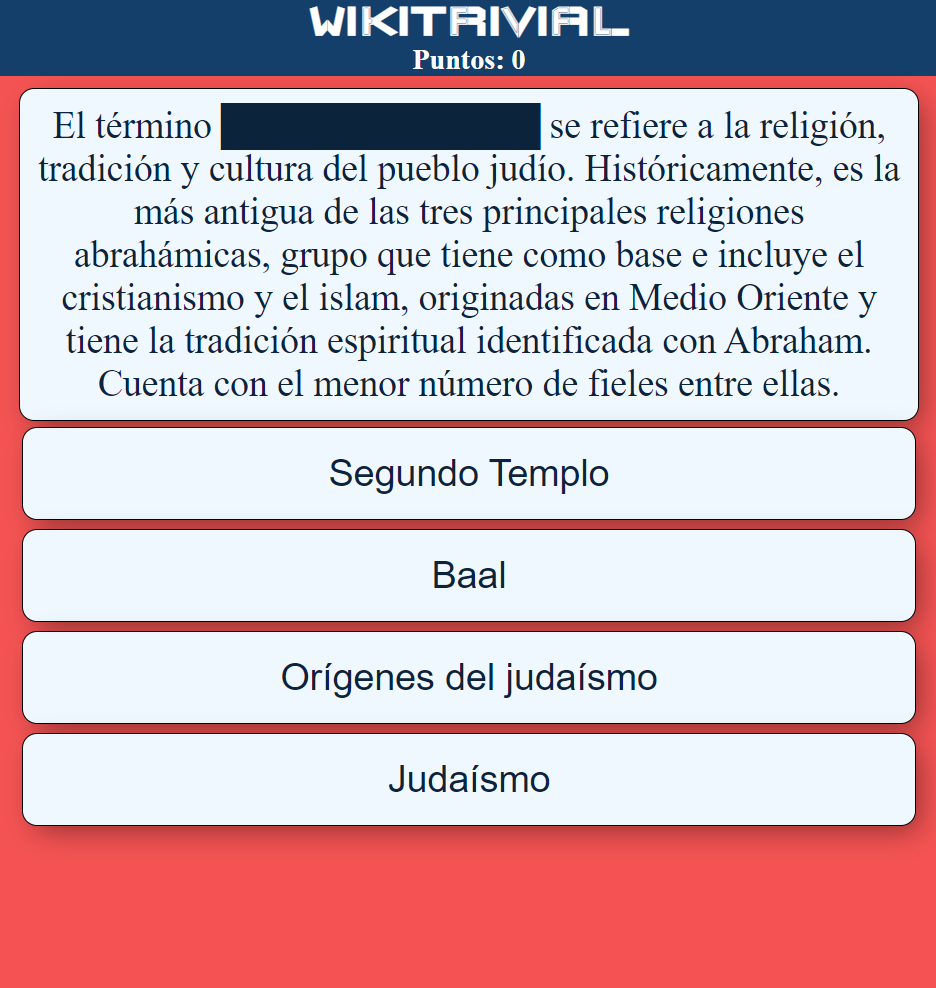 WIKITRIVIAL
Puntos: 0
El término se refiere a la religión,
tradición y cultura del pueblo judío. Históricamente, es la
más antigua de las tres principales religiones
abrahámicas, grupo que tiene como base e incluye el
cristianismo y el islam, originadas en Medio Oriente y
tiene la tradición espiritual identificada con Abraham.
Cuenta con el menor número de fieles entre ellas.
Segundo Templo
Baal
Orígenes del judaísmo
Judaísmo